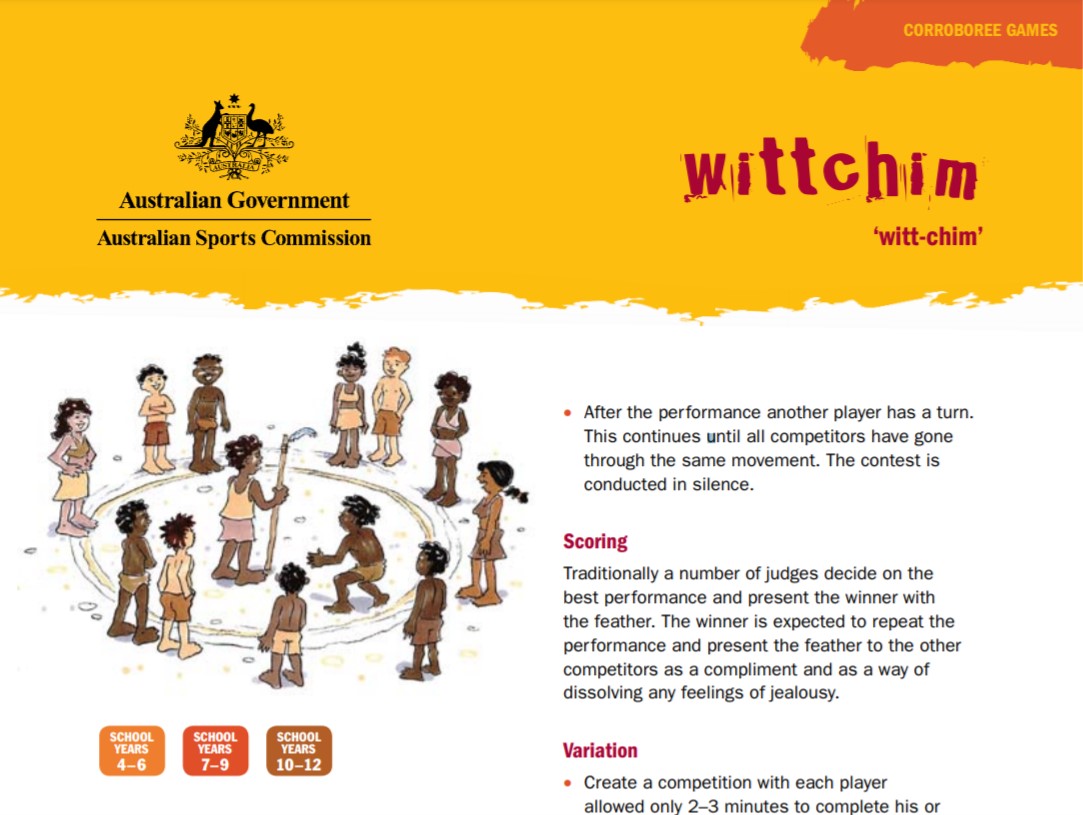 CORROBOREE GAMES
AUSTRALIA
Australian Government
Australian Sports Commission
wittchim
‘witt-chim’
• After the performance another player has a turn.
This continues until all competitors have gone
through the same movement. The contest is
conducted in silence.
Scoring
Traditionally a number of judges decide on the
best performance and present the winner with
the feather. The winner is expected to repeat the
performance and present the feather to the other
competitors as a compliment and as a way of
dissolving any feelings of jealousy.
Variation
• Create a competition with each player
allowed only 2–3 minutes to complete his or
SCHOOL
YEARS
4–6
SCHOOL
YEARS
7–9
SCHOOL
YEARS
10–12